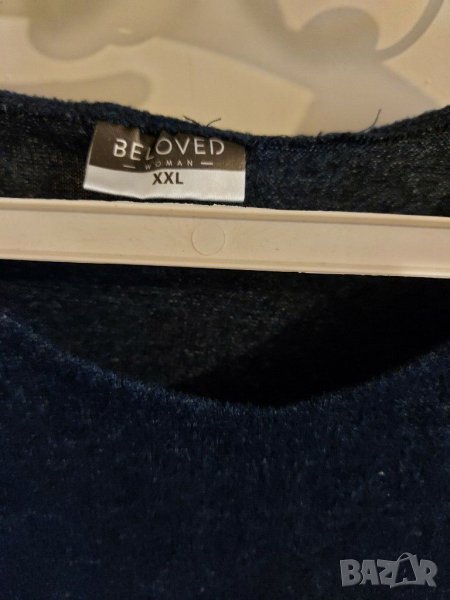 BELOVED
— WOMAN —
XXL
BAZAR